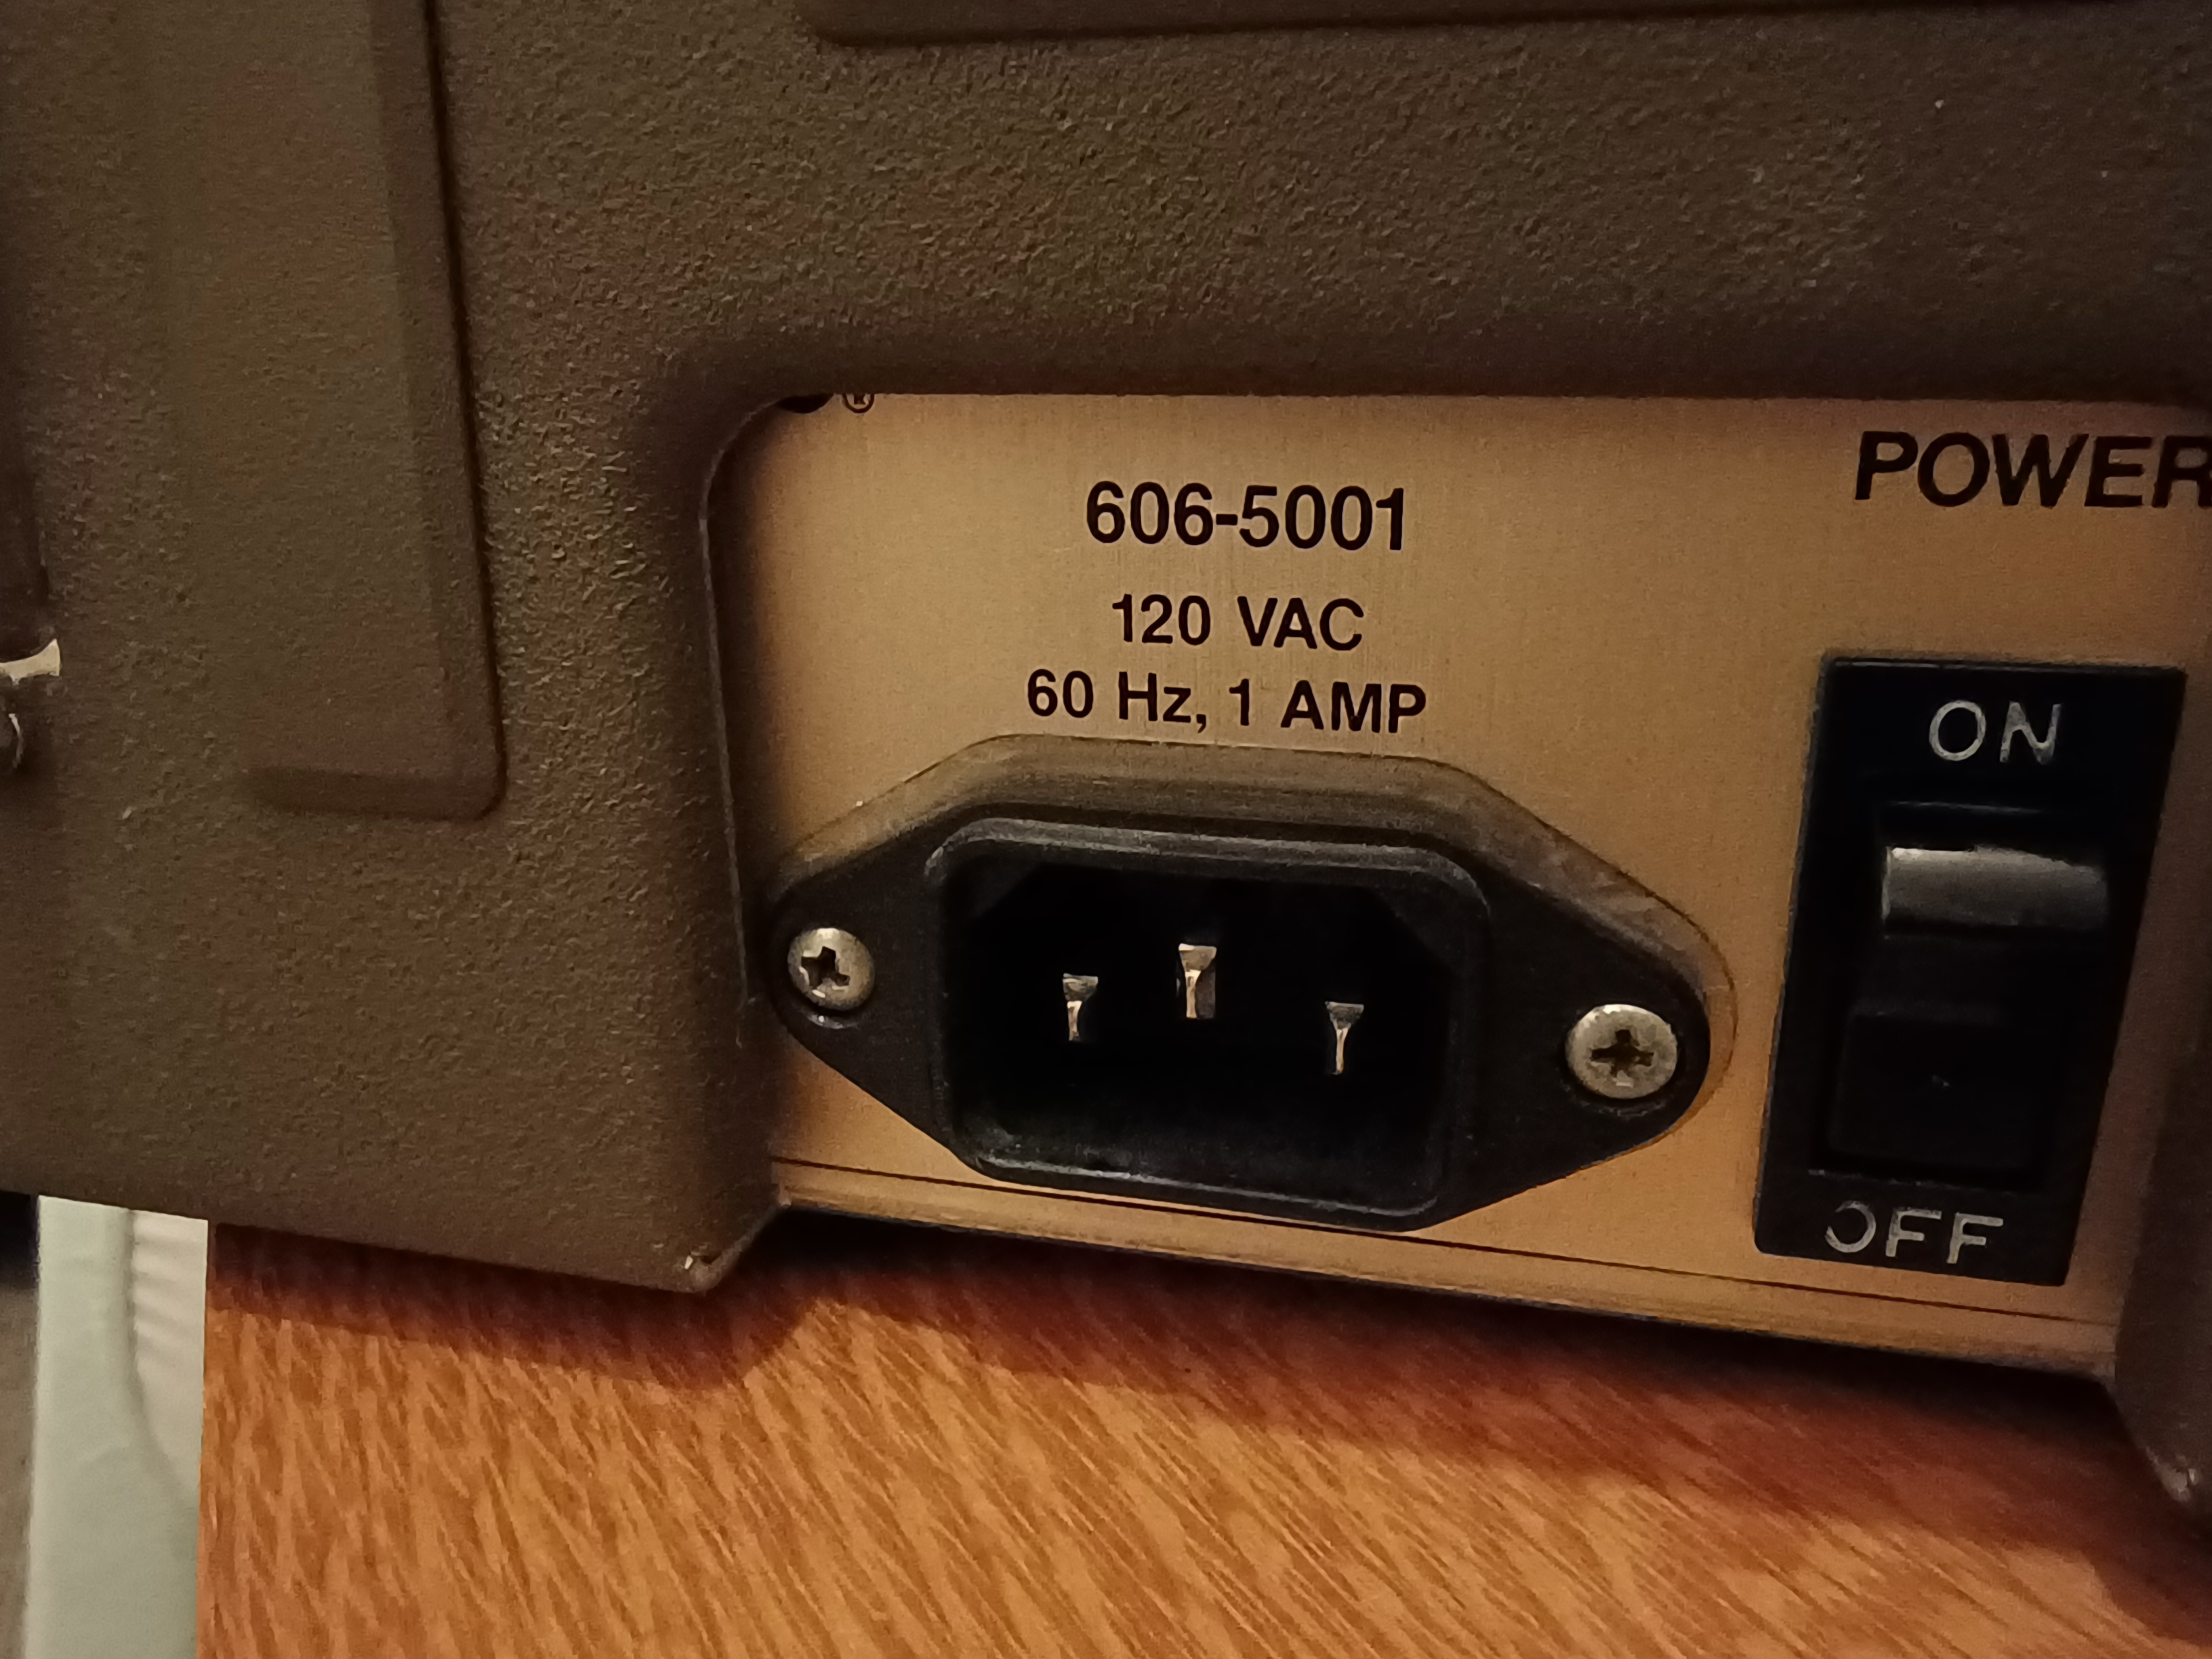 ®
606-5001
120 VAC
60 Hz, 1 AMP
POWER
ON
OFF